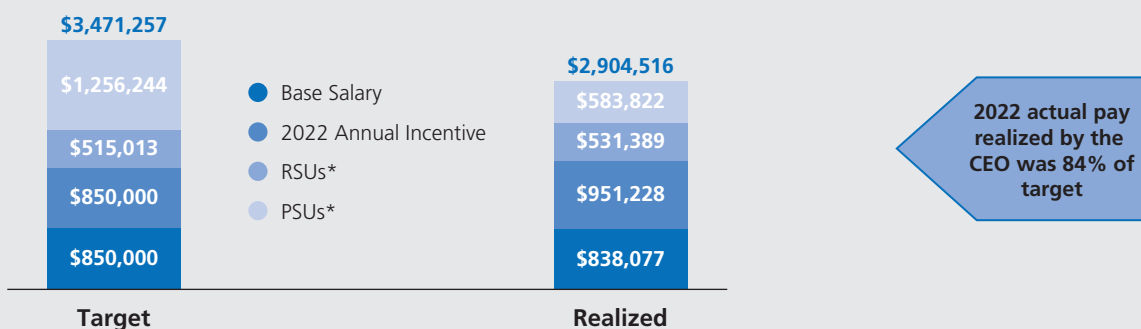 $3,471,257
$1,256,244
$515,013
$850,000
$850,000
Target
Base Salary
2022 Annual Incentive
RSUs*
PSUs*
$2,904,516
$583,822
$531,389
$951,228
$838,077
Realized
2022 actual pay
realized by the
CEO was 84% of
target